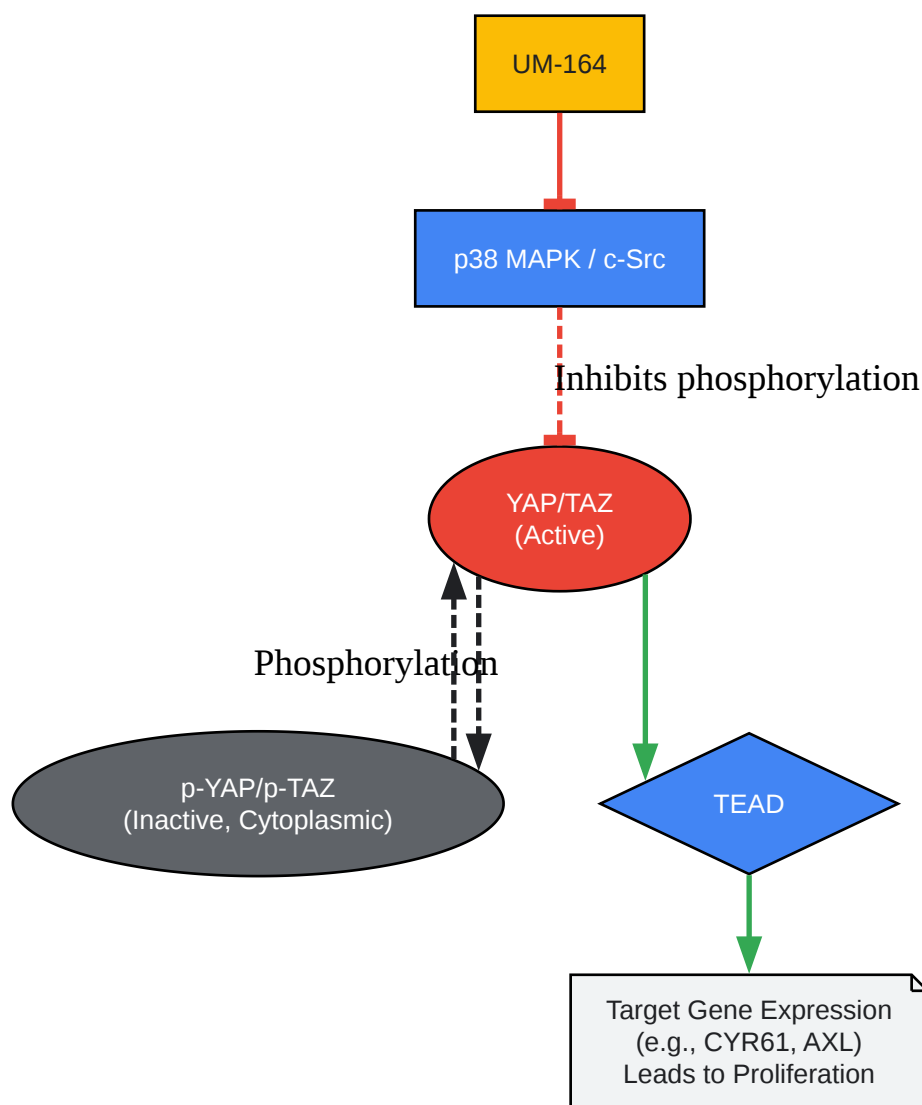 UM-164
p38 MAPK / c-Src
Inhibits phosphorylation
YAP/TAZ
(Active)
Phosphorylation
p-YAP/p-TAZ
(Inactive, Cytoplasmic)
TEAD
Target Gene Expression
(e.g., CYR61, AXL)
Leads to Proliferation